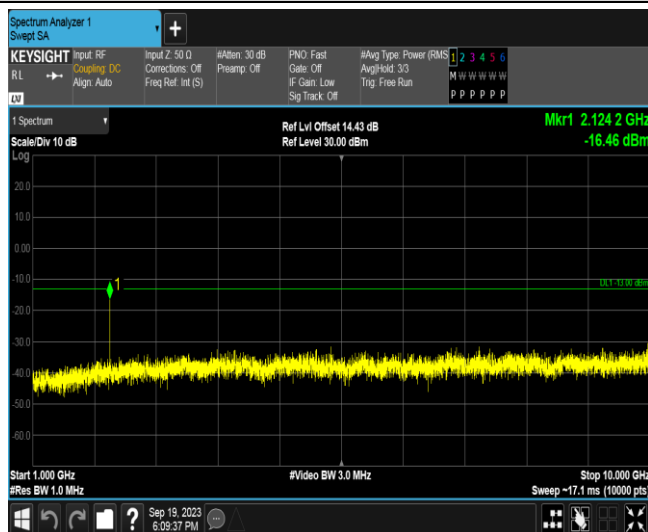 Spectrum Analyzer 1
Swept SA
KEYSIGHT
RL
Input: RF
Coupling: DC
Align: Auto
Input Z: 50 Ω
Corrections: Off
Freq Ref: Int (S)
#Atten: 30 dB
Preamp: Off
PNO: Fast
Gate: Off
IF Gain: Low
Sig Track: Off
#Avg Type: Power (RMS
Avg|Hold: 3/3
Trig: Free Run
1 2 3 4 5 6
M W W W W W
P P P P P P
LXI
1 Spectrum
Scale/Div 10 dB
Log
Ref Lvl Offset 14.43 dB
Ref Level 30.00 dBm
Mkr1 2.124 2 GHz
-16.46 dBm
20.0
10.0
0.00
-10.0
1
DL1 -13.00 dBm
-20.0
-30.0
-40.0
-50.0
-60.0
Start 1.000 GHz
#Video BW 3.0 MHz
Stop 10.000 GHz
#Res BW 1.0 MHz
Sweep ~17.1 ms (10000 pts)
?
Sep 19, 2023
6:09:37 PM